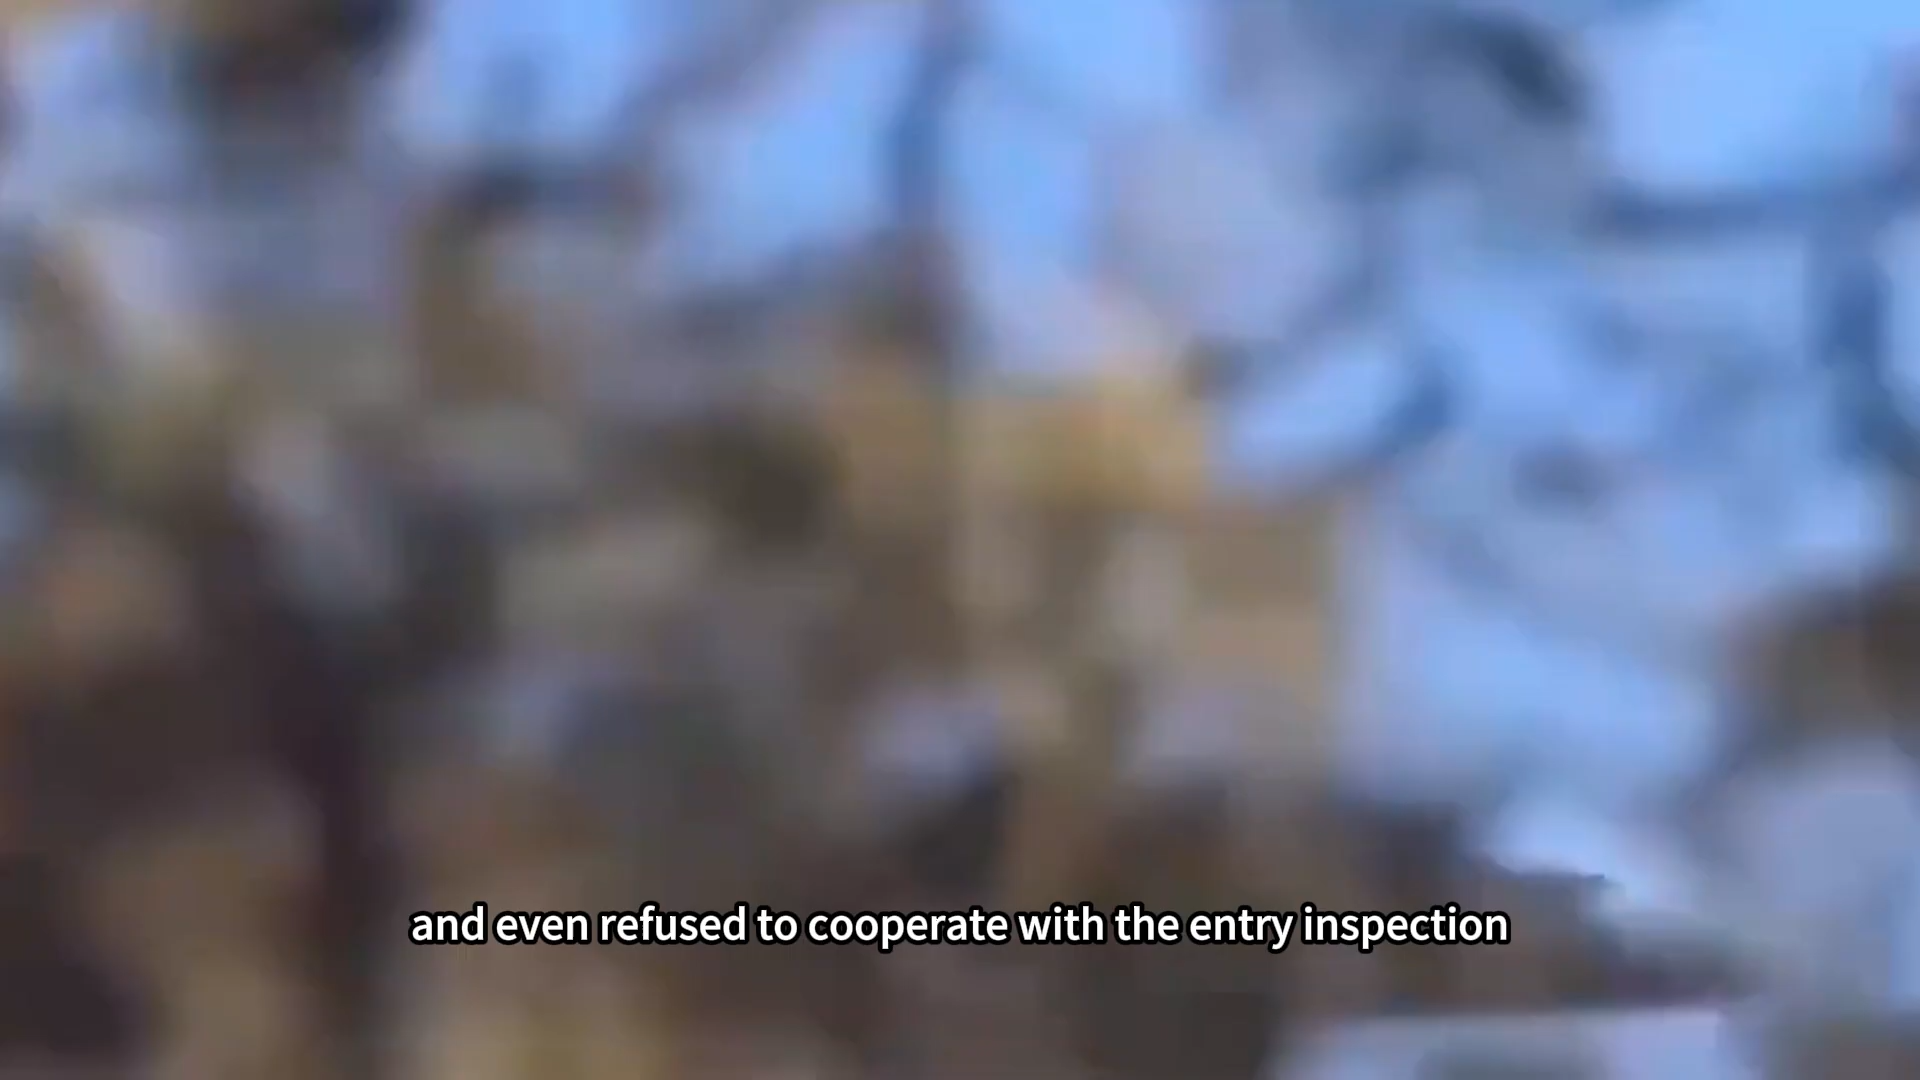 and even refused to cooperate with the entry inspection